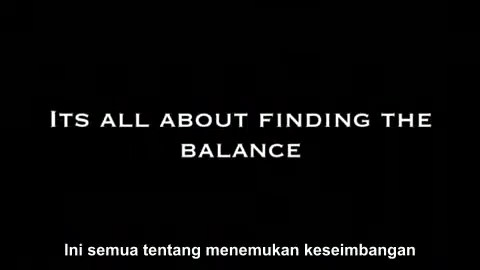 Its all about finding the
balance
Ini semua tentang menemukan keseimbangan